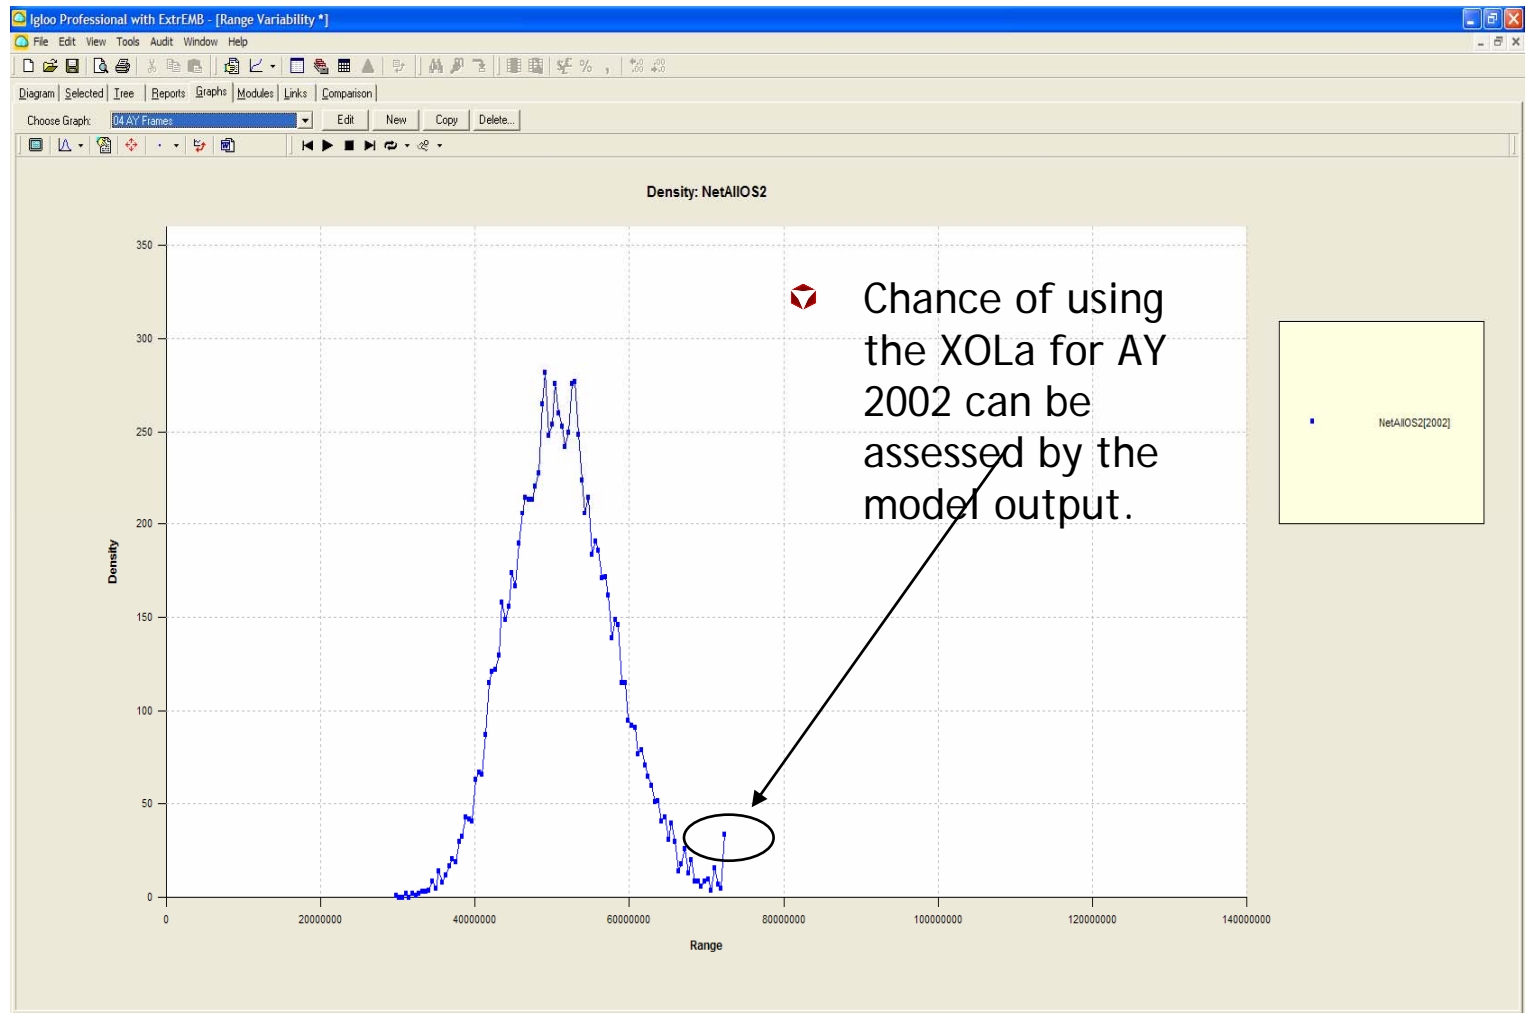 Igloo Professional with ExtrEMB - [Range Variability *]
File Edit View Tools Audit Window Help
Diagram Selected Tree Reports Graphs Modules Links Comparison
Choose Graph: 04 AY Frames Edit New Copy Delete...
Density: NetAllOS2
350
300
250
200
150
100
50
0
Density
Chance of using
the XOLa for AY
2002 can be
assessed by the
model output.
NetAllOS2[2002]
0 20000000 40000000 60000000 80000000 100000000 120000000 140000000
Range